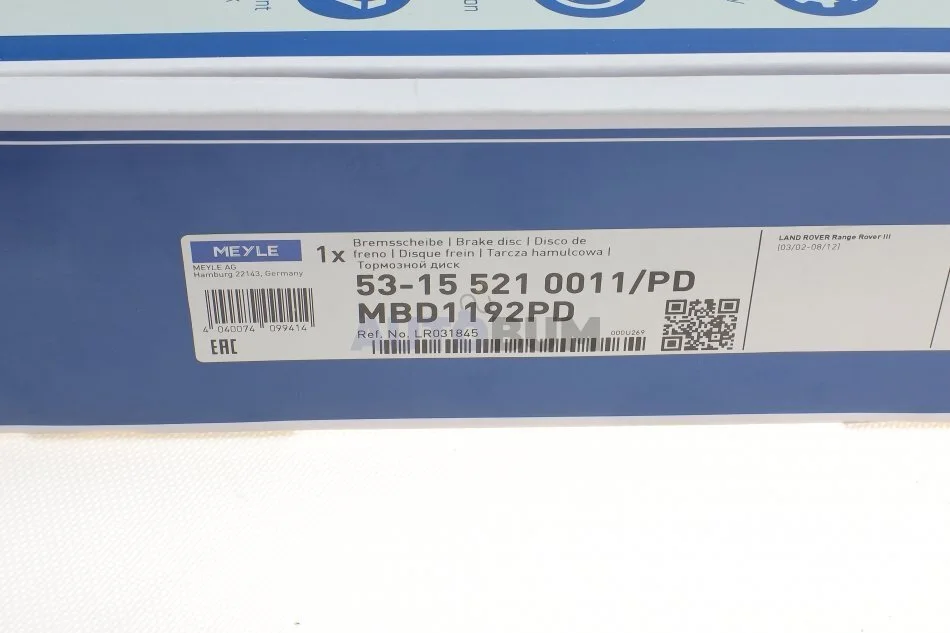 MEYLE
MEYLE AG
Hamburg 22143, Germany
4 040074 099414
EAC
1x
Bremsscheibe | Brake disc | Disco de
freno | Disque frein | Tarcza hamulcowa |
Тормозной диск
53-15 521 0011/PD
MBD1192PD
Ref. No. LR031845
000U269
AUTOBUM
LAND ROVER Range Rover III
(03/02-08/12)